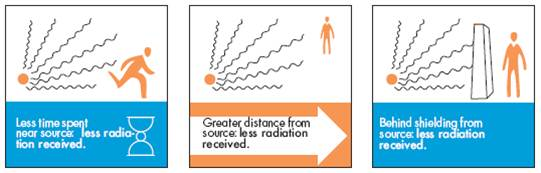 Less time spent
near source: less radia-
tion received.
Greater distance from
source: less radiation
received.
Behind shielding from
source: less radiation
received.